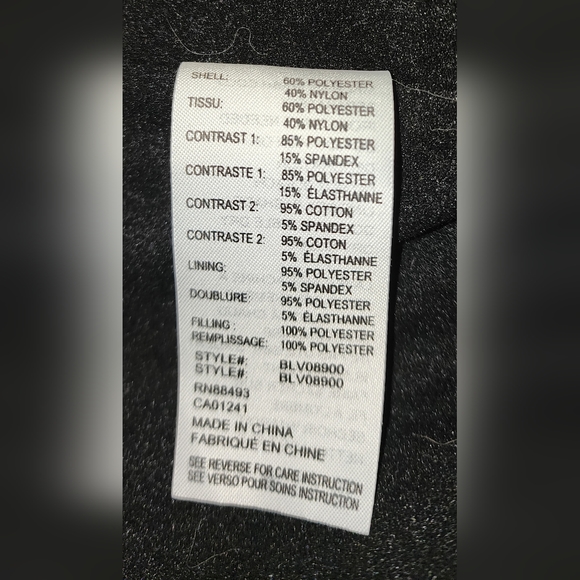 SHELL: 60% POLYESTER
40% NYLON
TISSU: 60% POLYESTER
40% NYLON
CONTRAST 1: 85% POLYESTER
15% SPANDEX
CONTRASTE 1: 85% POLYESTER
15% ÉLASTHANNE
CONTRAST 2: 95% COTTON
5% SPANDEX
CONTRASTE 2: 95% COTON
5% ÉLASTHANNE
LINING: 95% POLYESTER
5% SPANDEX
DOUBLURE: 95% POLYESTER
5% ÉLASTHANNE
FILLING : 100% POLYESTER
REMPLISSAGE: 100% POLYESTER
STYLE#: BLV08900
STYLE#: BLV08900
RN88493
CA01241
MADE IN CHINA
FABRIQUÉ EN CHINE
SEE REVERSE FOR CARE INSTRUCTION
SEE VERSO POUR SOINS INSTRUCTION